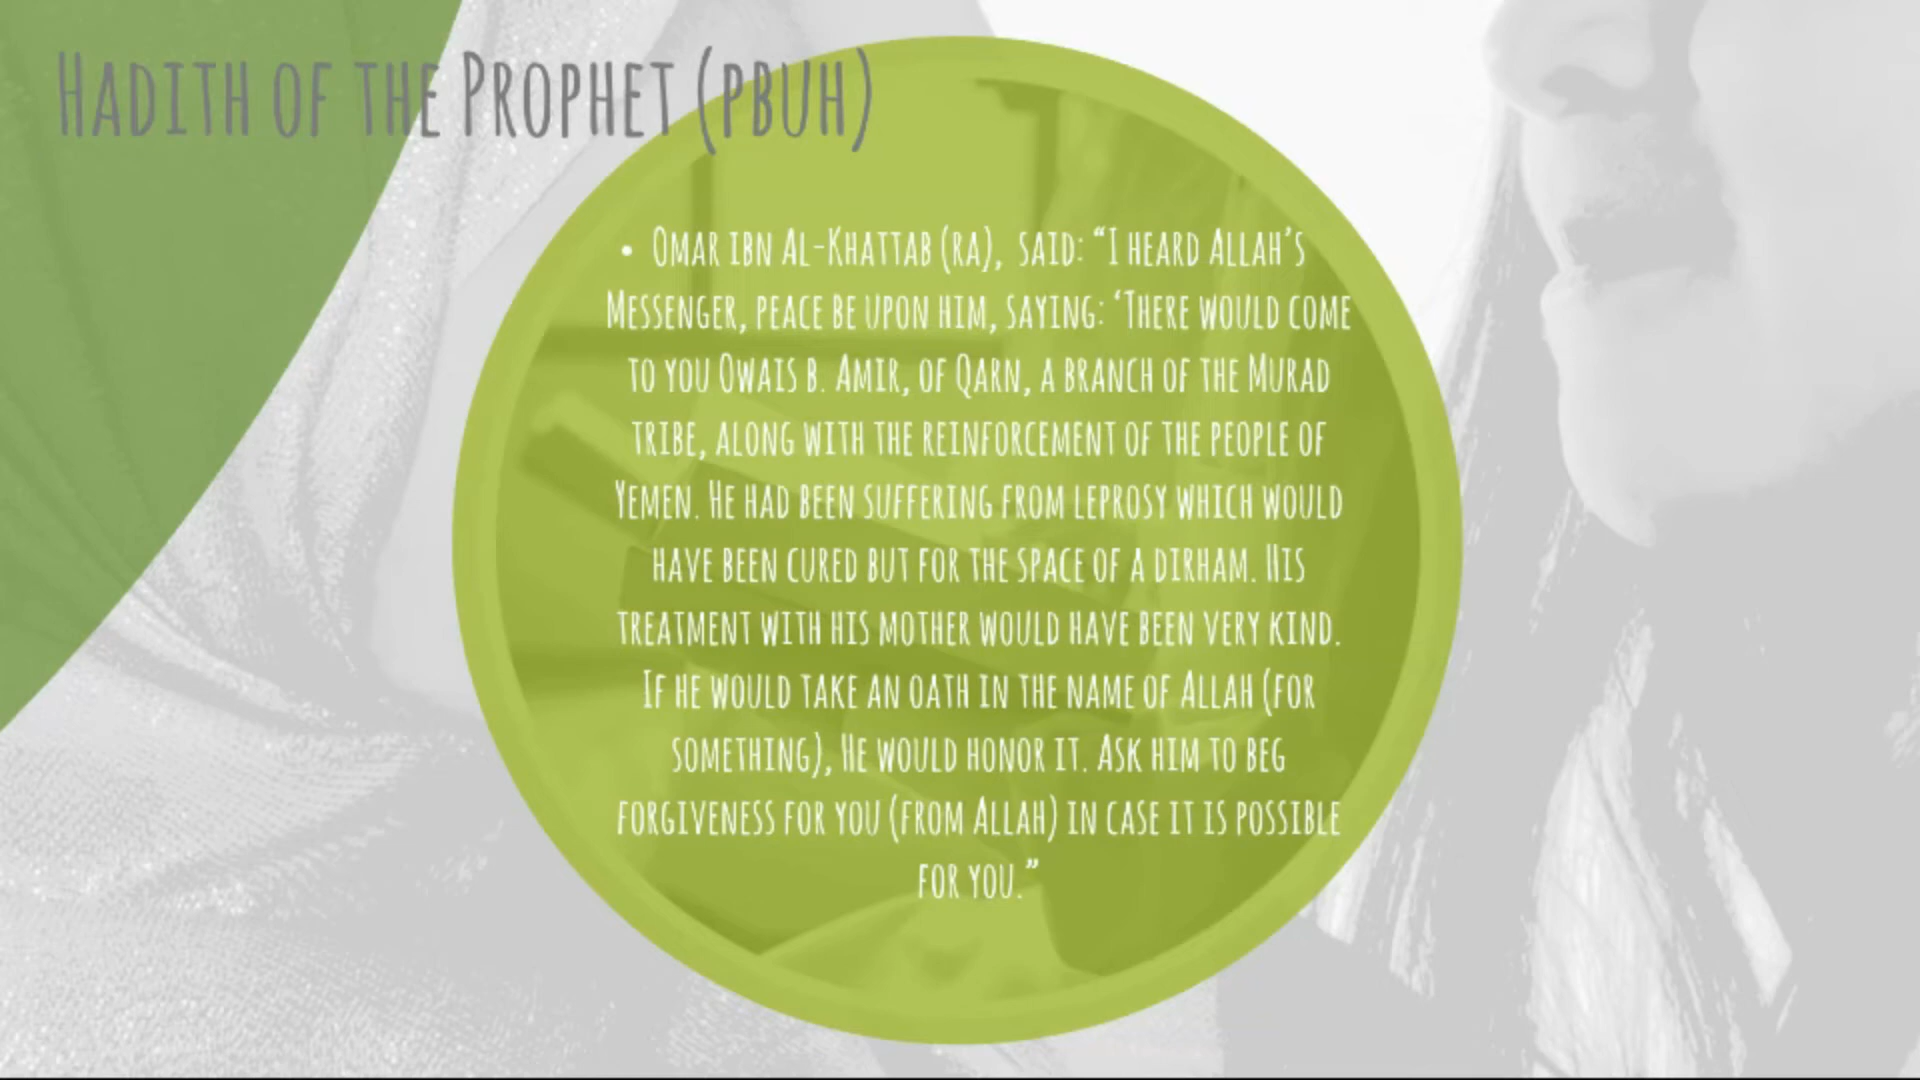 Hadith of the Prophet (pbuh)
• Omar ibn Al-Khattab (ra), said: “I heard Allah’s
Messenger, peace be upon him, saying: ‘There would come
to you Owais b. Amir, of Qarn, a branch of the Murad
tribe, along with the reinforcement of the people of
Yemen. He had been suffering from leprosy which would
have been cured but for the space of a dirham. His
treatment with his mother would have been very kind.
If he would take an oath in the name of Allah (for
something), He would honor it. Ask him to beg
forgiveness for you (from Allah) in case it is possible
for you.”